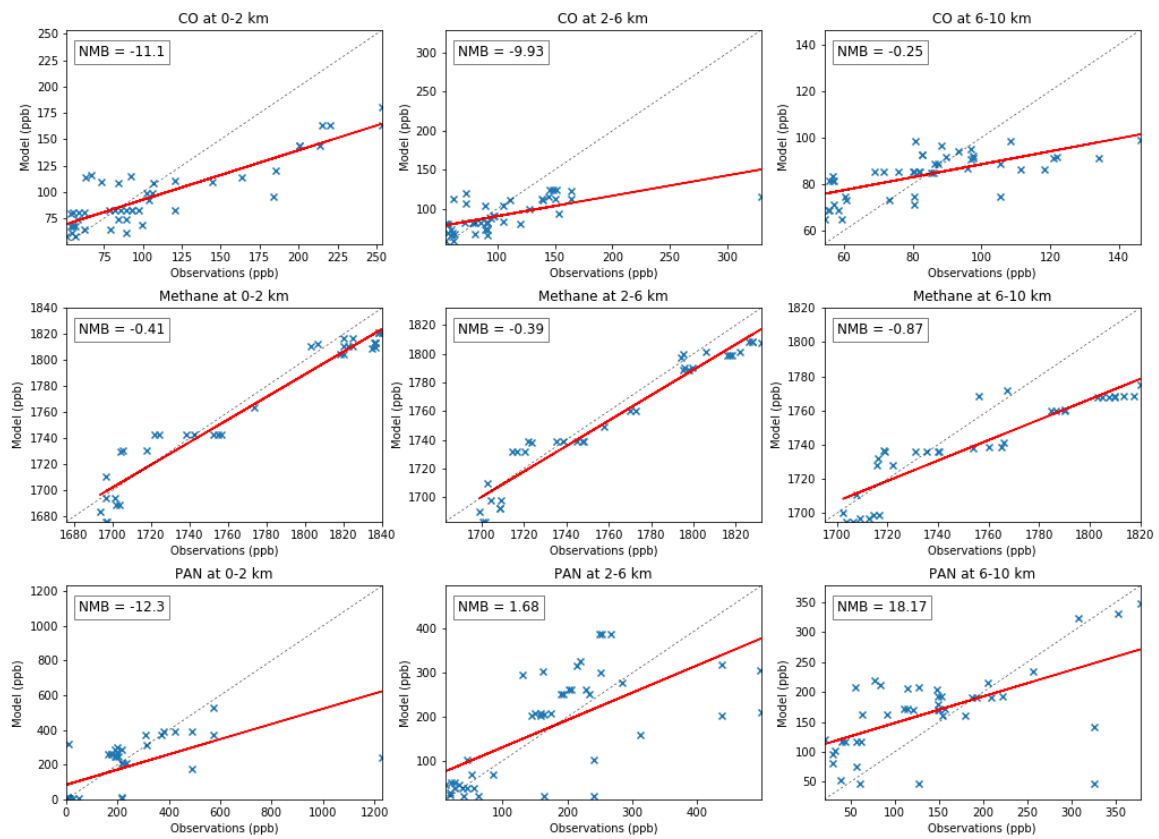 CO at 0-2 km
250
225
200
175
150
125
100
75
Model (ppb)
NMB = -11.1
75 100 125 150 175 200 225 250
Observations (ppb)
CO at 2-6 km
300
250
200
150
100
Model (ppb)
NMB = -9.93
100 150 200 250 300
Observations (ppb)
CO at 6-10 km
140
120
100
80
60
Model (ppb)
NMB = -0.25
60 80 100 120 140
Observations (ppb)
Methane at 0-2 km
1840
1820
1800
1780
1760
1740
1720
1700
1680
Model (ppb)
NMB = -0.41
1680 1700 1720 1740 1760 1780 1800 1820 1840
Observations (ppb)
Methane at 2-6 km
1820
1800
1780
1760
1740
1720
1700
Model (ppb)
NMB = -0.39
1700 1720 1740 1760 1780 1800 1820
Observations (ppb)
Methane at 6-10 km
1820
1800
1780
1760
1740
1720
1700
Model (ppb)
NMB = -0.87
1700 1720 1740 1760 1780 1800 1820
Observations (ppb)
PAN at 0-2 km
1200
1000
800
600
400
200
0
Model (ppb)
NMB = -12.3
0 200 400 600 800 1000 1200
Observations (ppb)
PAN at 2-6 km
400
300
200
100
Model (ppb)
NMB = 1.68
100 200 300 400
Observations (ppb)
PAN at 6-10 km
350
300
250
200
150
100
50
Model (ppb)
NMB = 18.17
50 100 150 200 250 300 350
Observations (ppb)